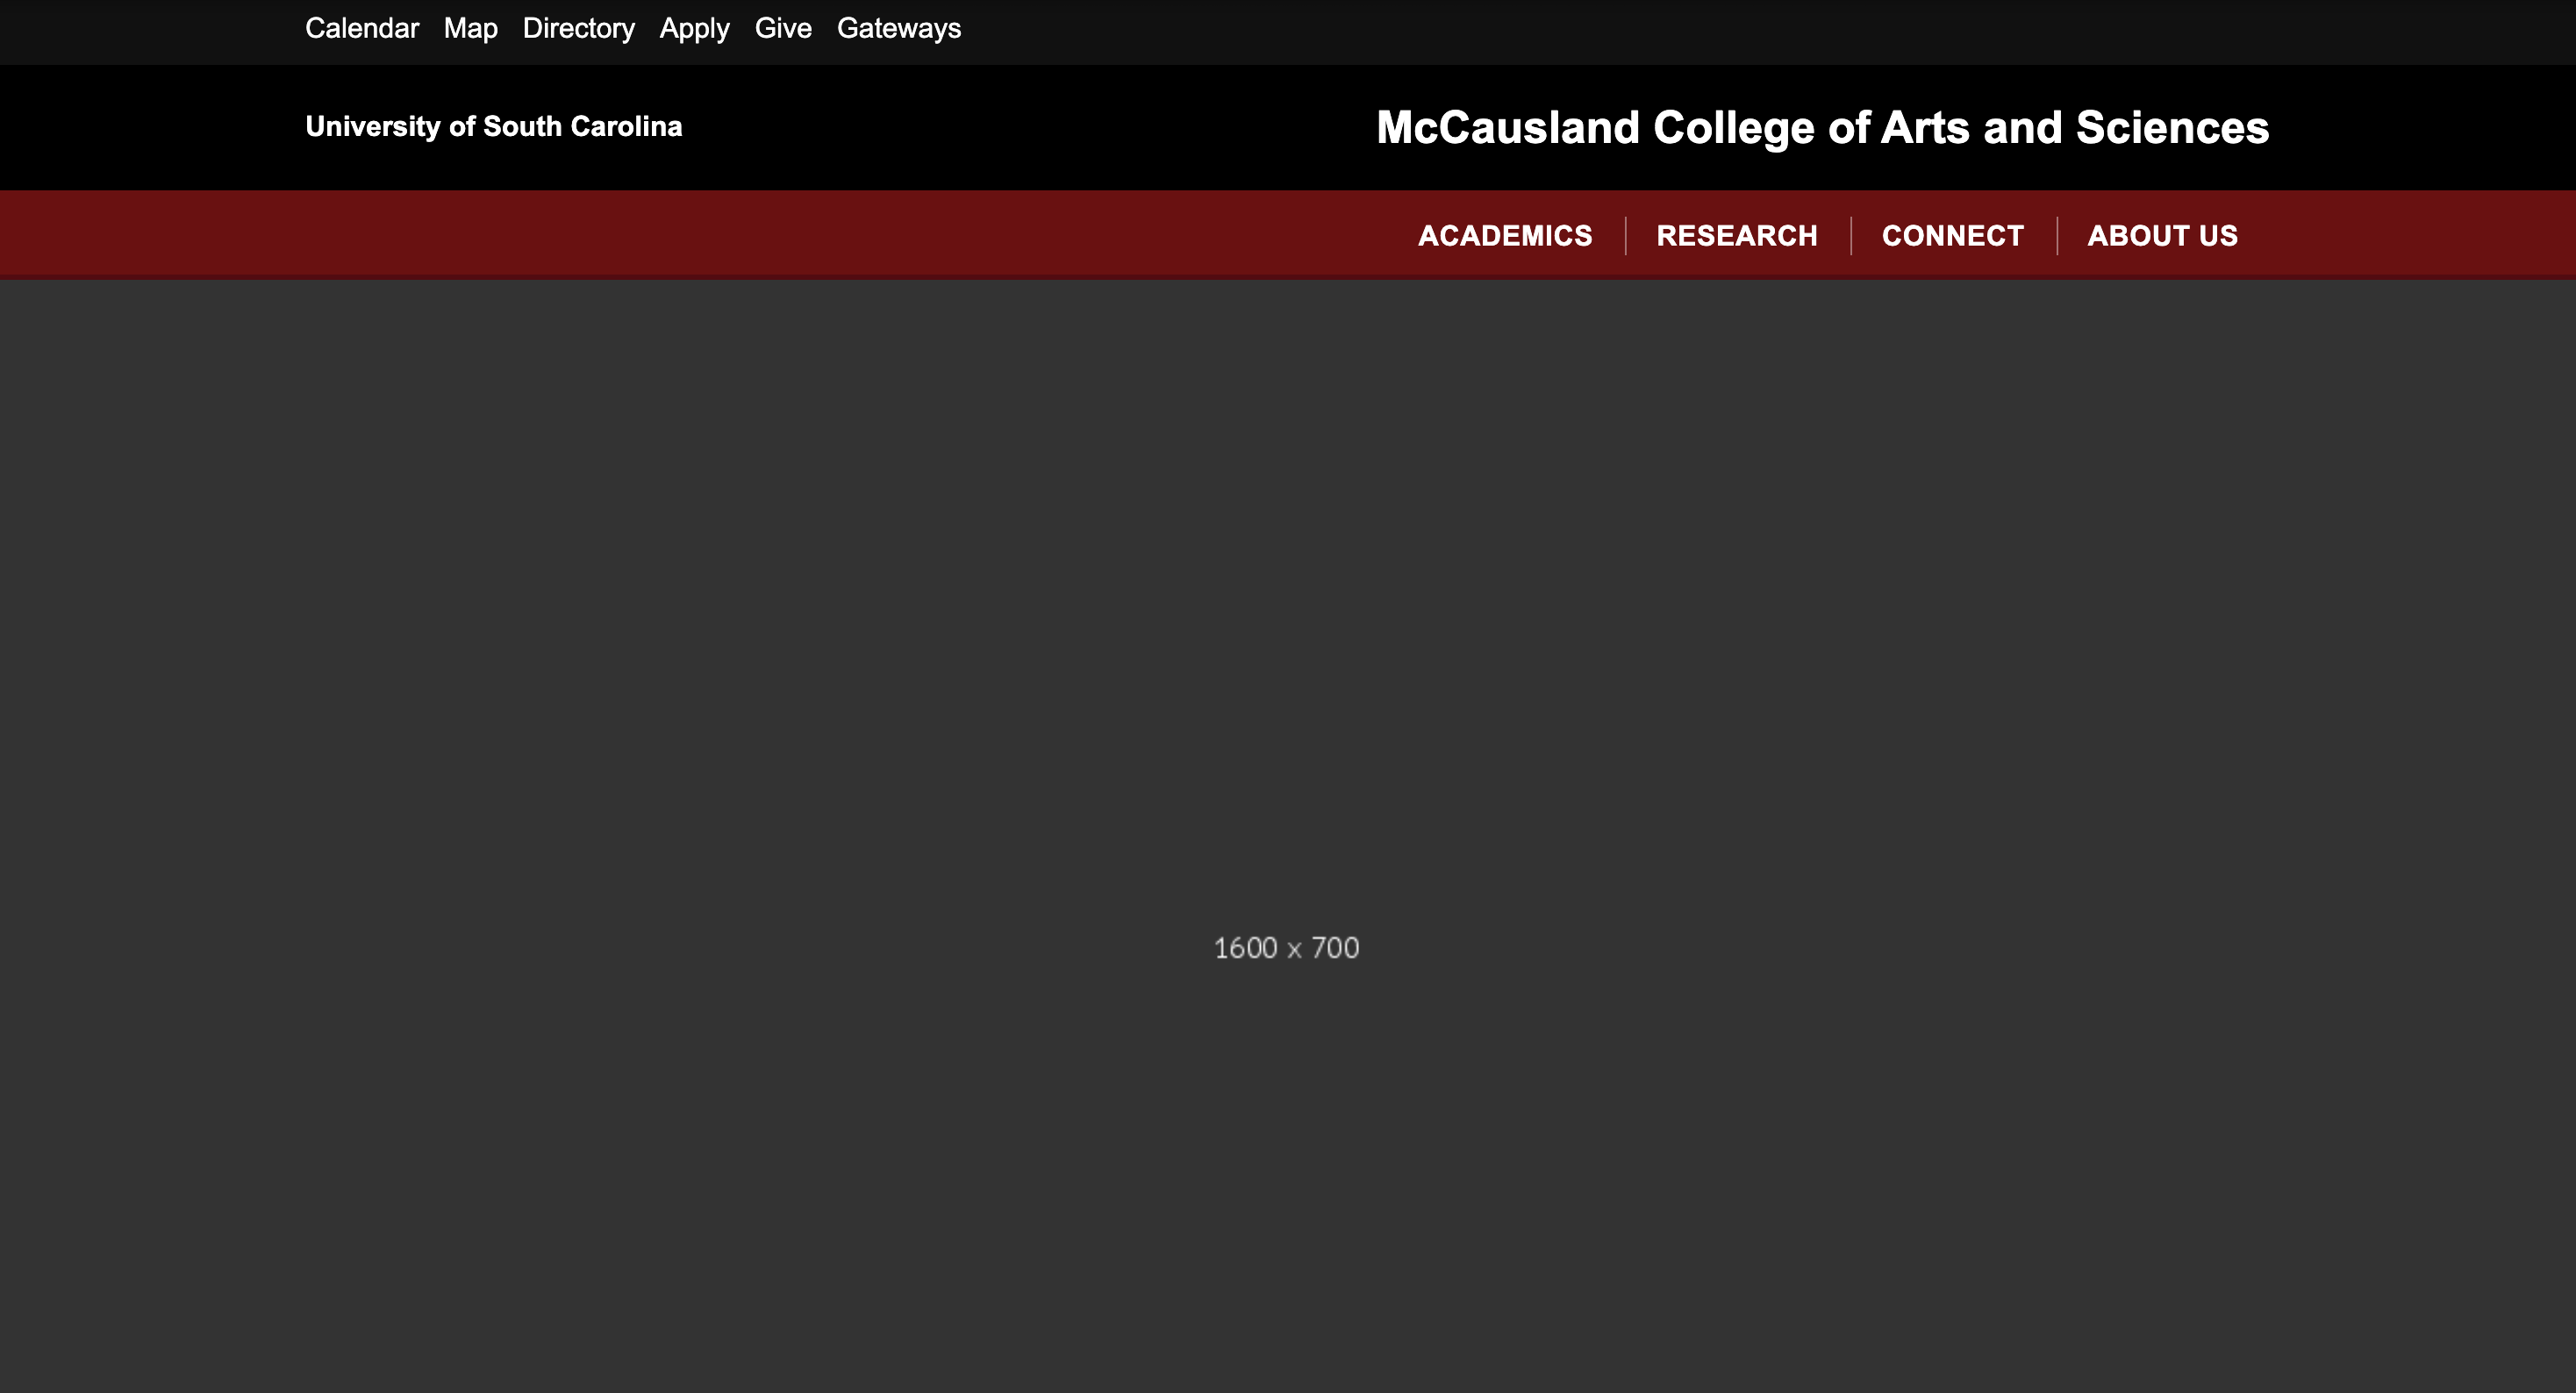 Calendar Map Directory Apply Give Gateways
University of South Carolina
McCausland College of Arts and Sciences
ACADEMICS RESEARCH CONNECT ABOUT US
1600 x 700